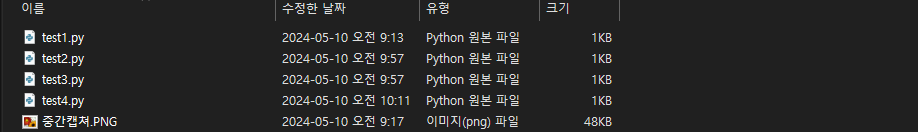 이름 수정한 날짜 유형 크기
test1.py 2024-05-10 오전 9:13 Python 원본 파일 1KB
test2.py 2024-05-10 오전 9:57 Python 원본 파일 1KB
test3.py 2024-05-10 오전 9:57 Python 원본 파일 1KB
test4.py 2024-05-10 오전 10:11 Python 원본 파일 1KB
중간캡쳐.PNG 2024-05-10 오전 9:17 이미지(png) 파일 48KB